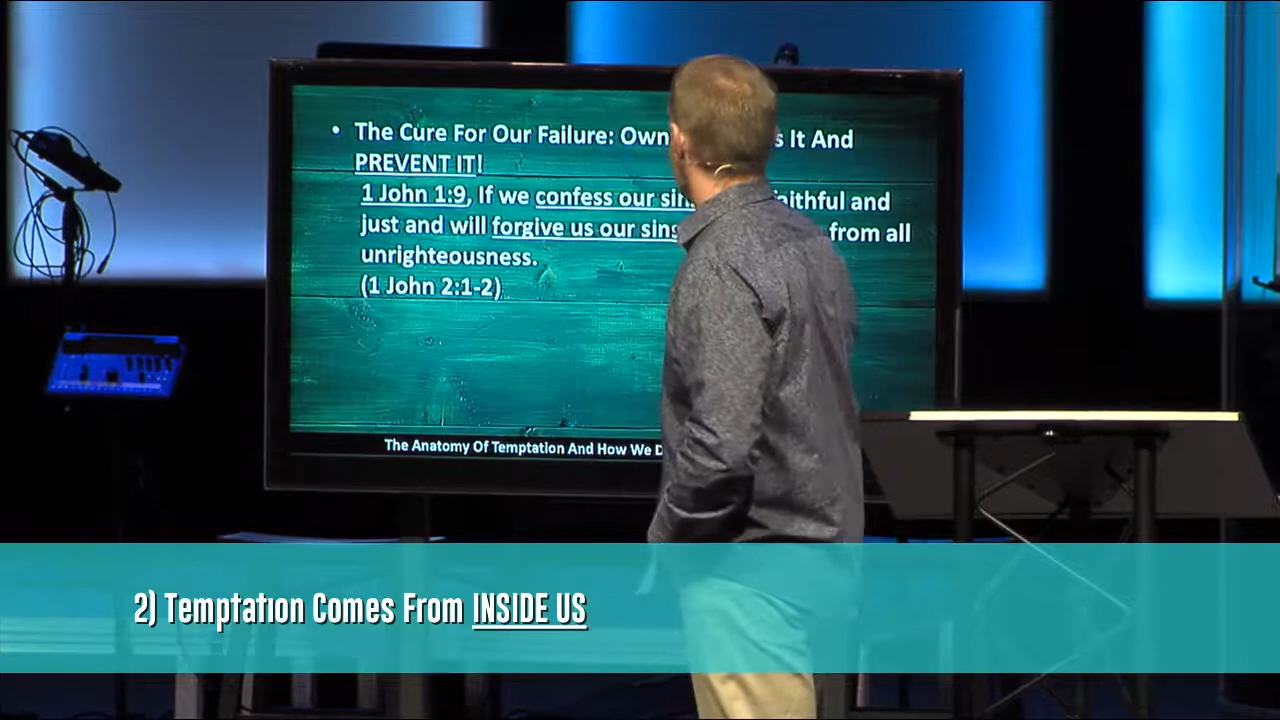 • The Cure For Our Failure: Own s It And
PREVENT IT!
1 John 1:9, If we confess our sin aithful and
just and will forgive us our sins from all
unrighteousness.
(1 John 2:1-2)
The Anatomy Of Temptation And How We D
2) Temptation Comes From INSIDE US